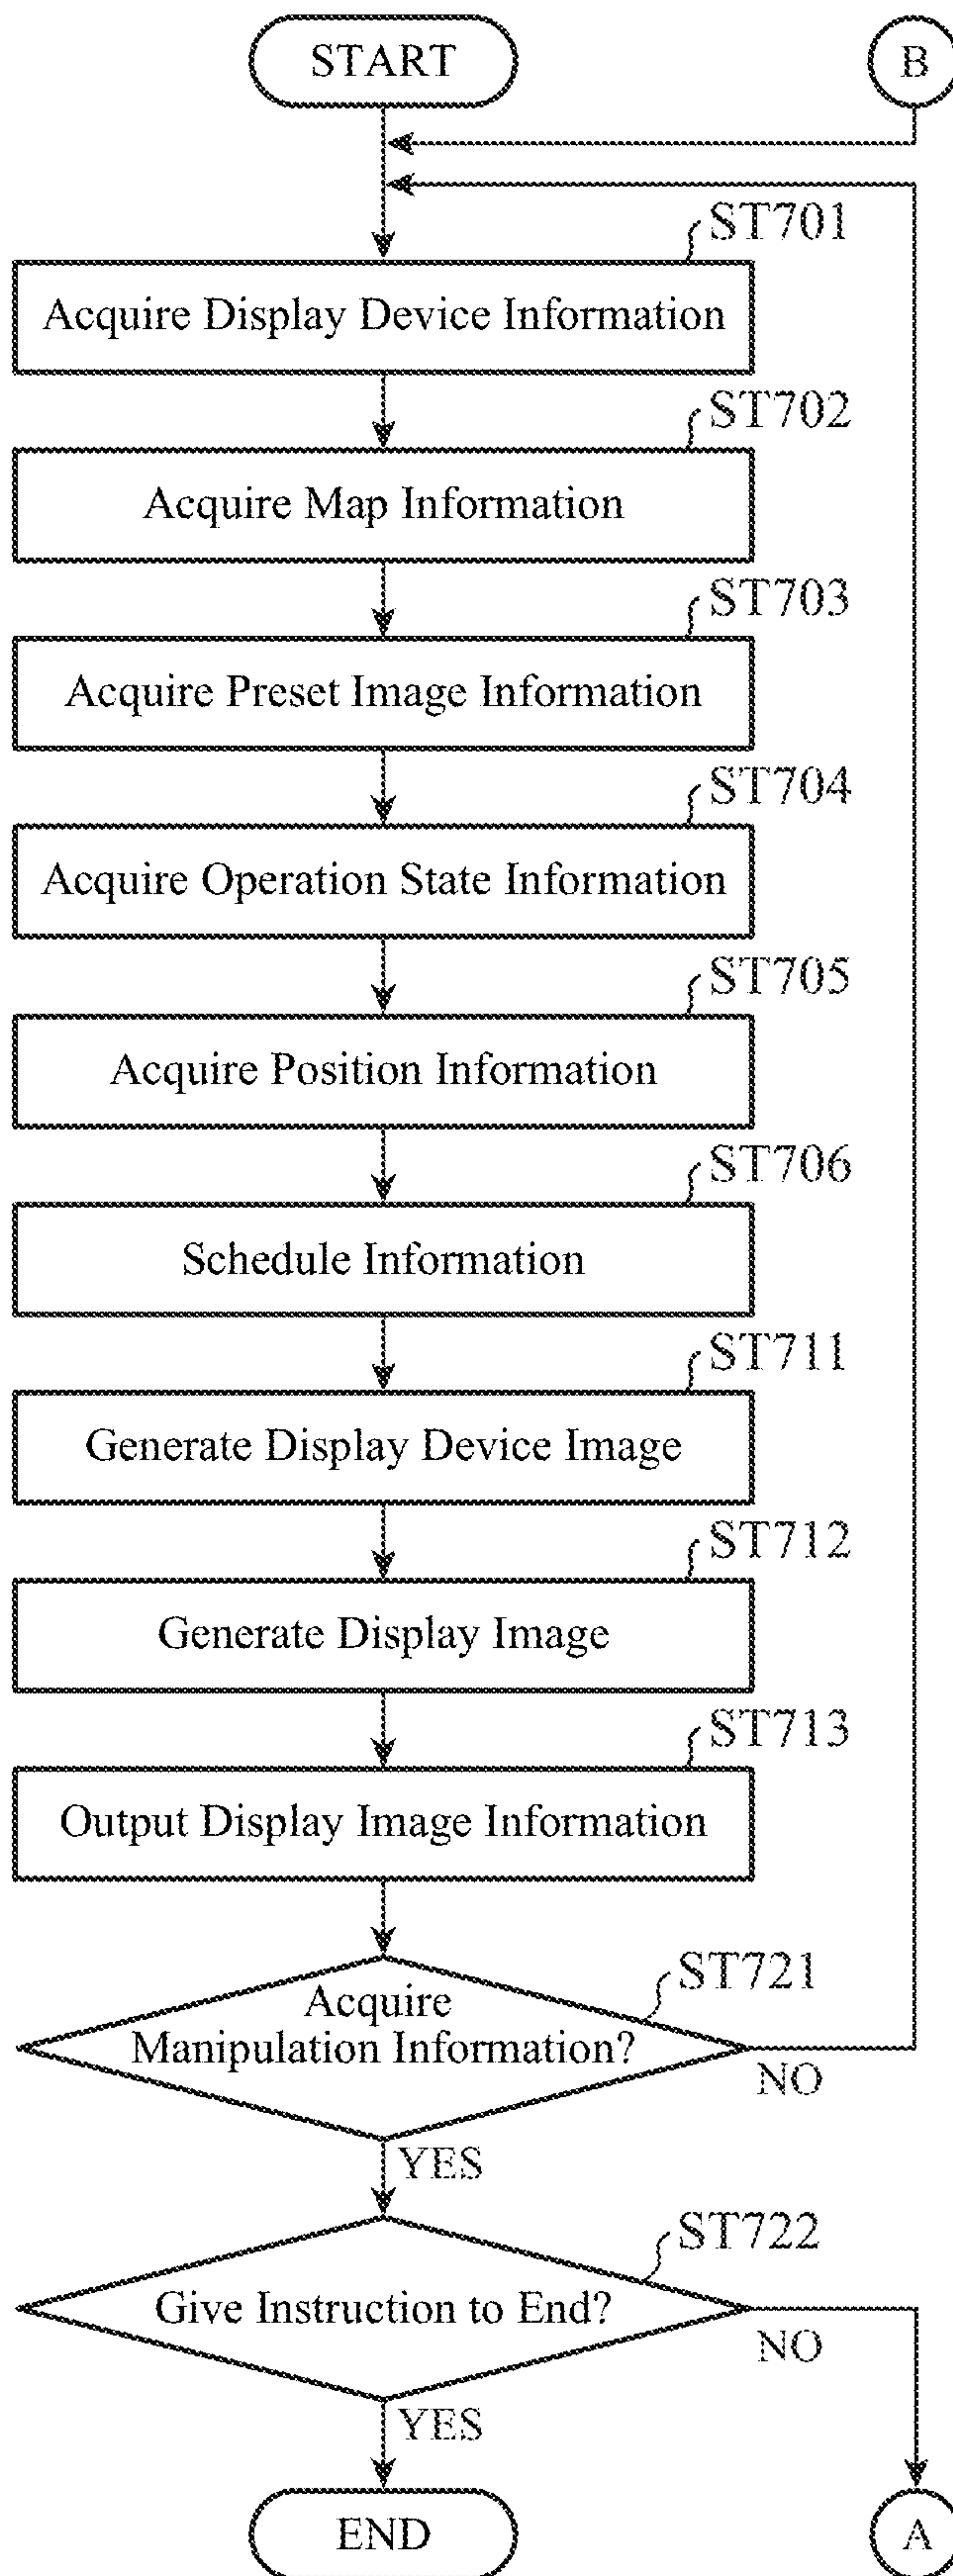 START
B
ST701
Acquire Display Device Information
ST702
Acquire Map Information
ST703
Acquire Preset Image Information
ST704
Acquire Operation State Information
ST705
Acquire Position Information
ST706
Schedule Information
ST711
Generate Display Device Image
ST712
Generate Display Image
ST713
Output Display Image Information
ST721
Acquire
Manipulation Information?
NO
YES
ST722
Give Instruction to End?
NO
YES
END
A